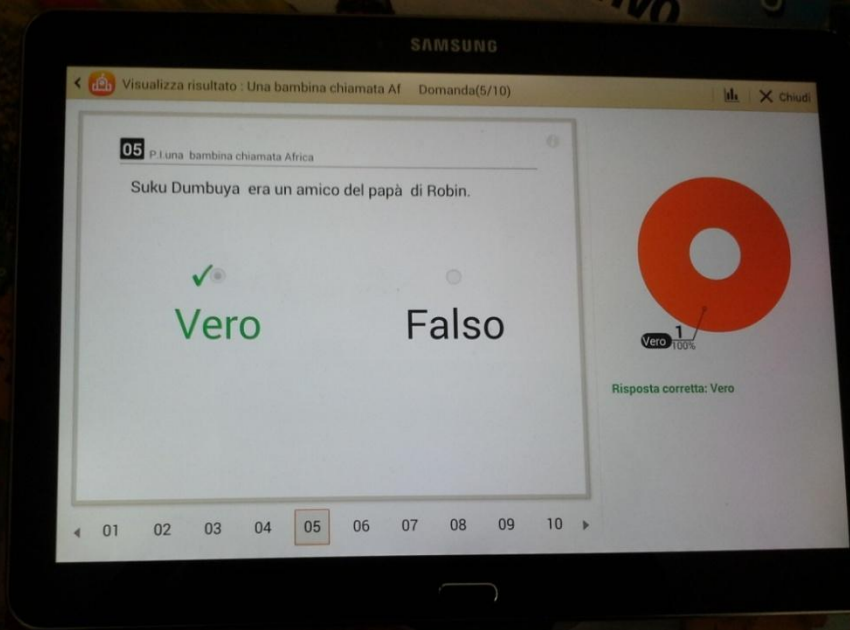 SAMSUNG
Visualizza risultato : Una bambina chiamata Af Domanda(5/10)
Chiudi
05 P.I.una bambina chiamata Africa
Suku Dumbuya era un amico del papà di Robin.
Vero
Falso
Vero 1
100%
Risposta corretta: Vero
01 02 03 04 05 06 07 08 09 10